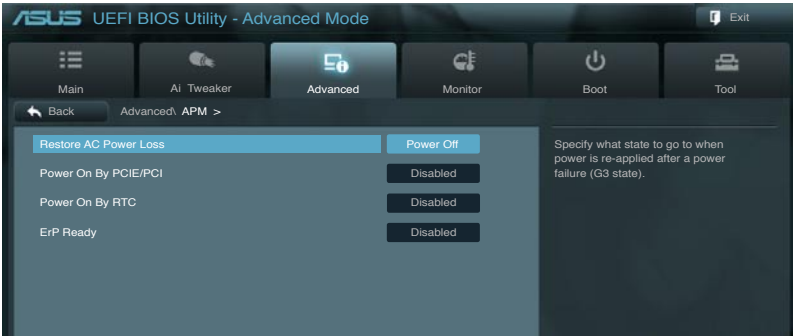 ASUS UEFI BIOS Utility - Advanced Mode
Exit
Main
Ai Tweaker
Advanced
Monitor
Boot
Tool
Back
Advanced\ APM >
Restore AC Power Loss
Power Off
Power On By PCIE/PCI
Disabled
Power On By RTC
Disabled
ErP Ready
Disabled
Specify what state to go to when
power is re-applied after a power
failure (G3 state).